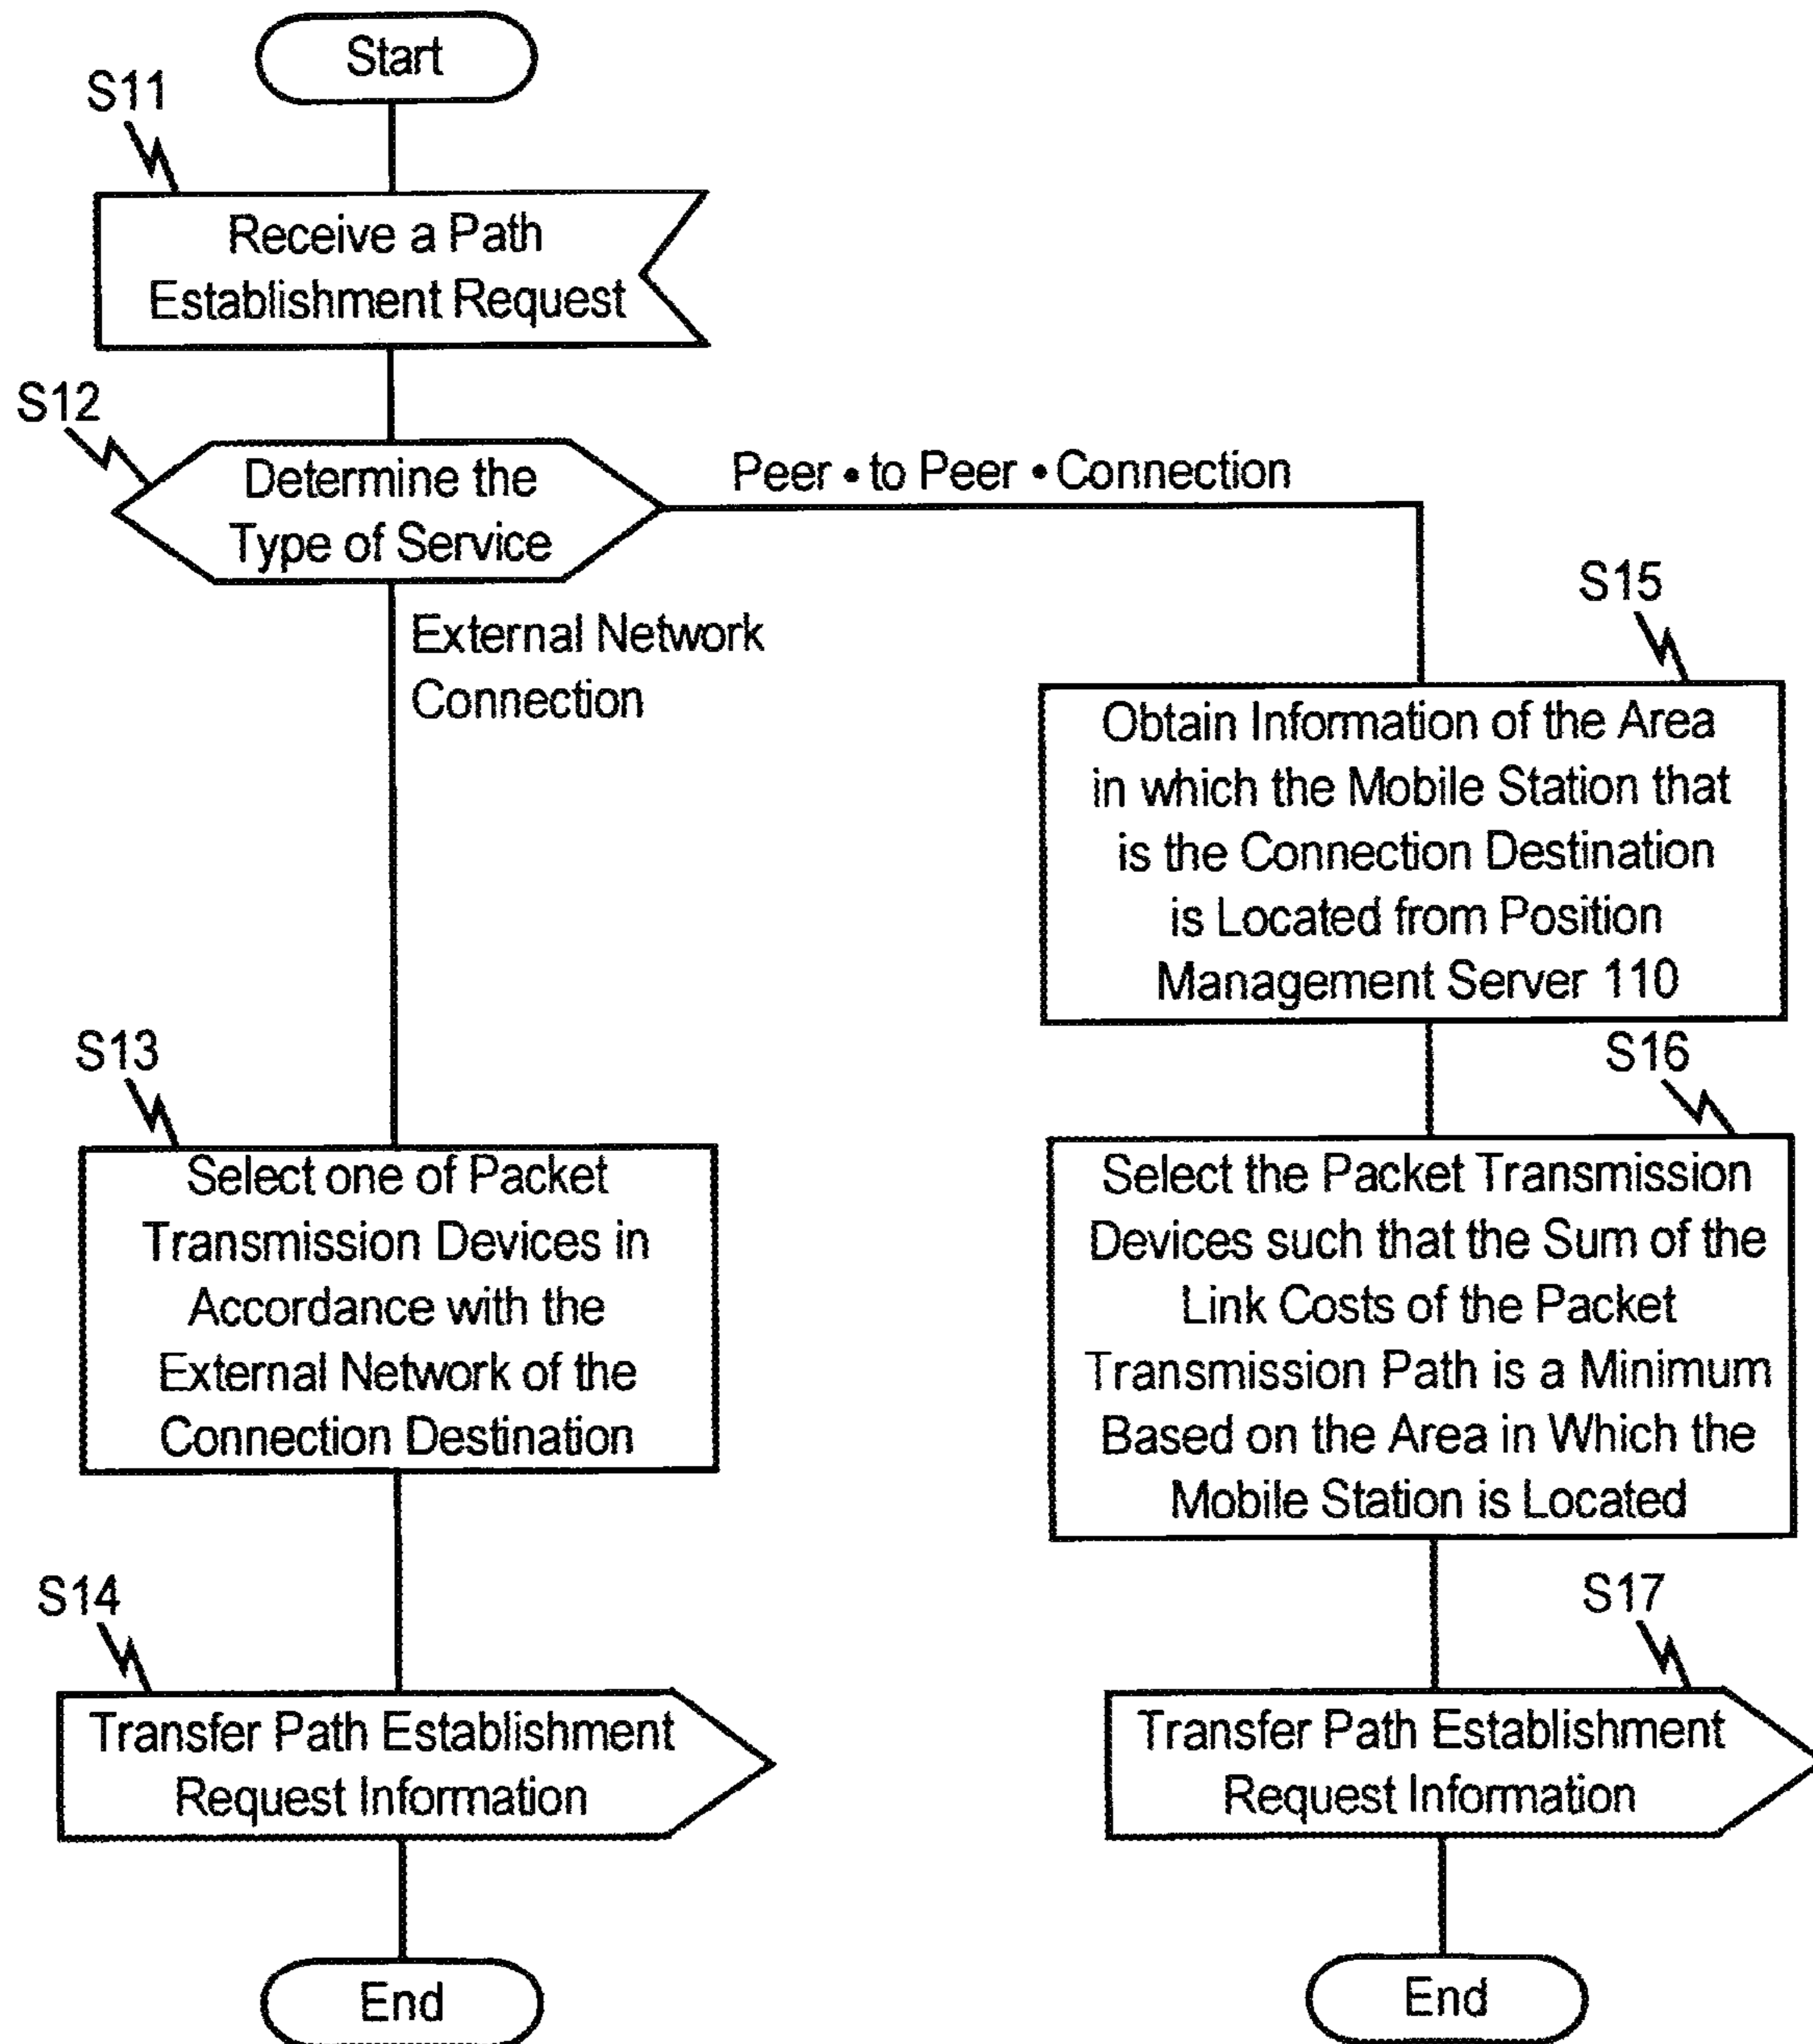 Start
S11
Receive a Path
Establishment Request
S12
Determine the
Type of Service
Peer • to Peer • Connection
External Network
Connection
S15
Obtain Information of the Area
in which the Mobile Station that
is the Connection Destination
is Located from Position
Management Server 110
S13
Select one of Packet
Transmission Devices in
Accordance with the
External Network of the
Connection Destination
S16
Select the Packet Transmission
Devices such that the Sum of the
Link Costs of the Packet
Transmission Path is a Minimum
Based on the Area in Which the
Mobile Station is Located
S14
Transfer Path Establishment
Request Information
S17
Transfer Path Establishment
Request Information
End
End